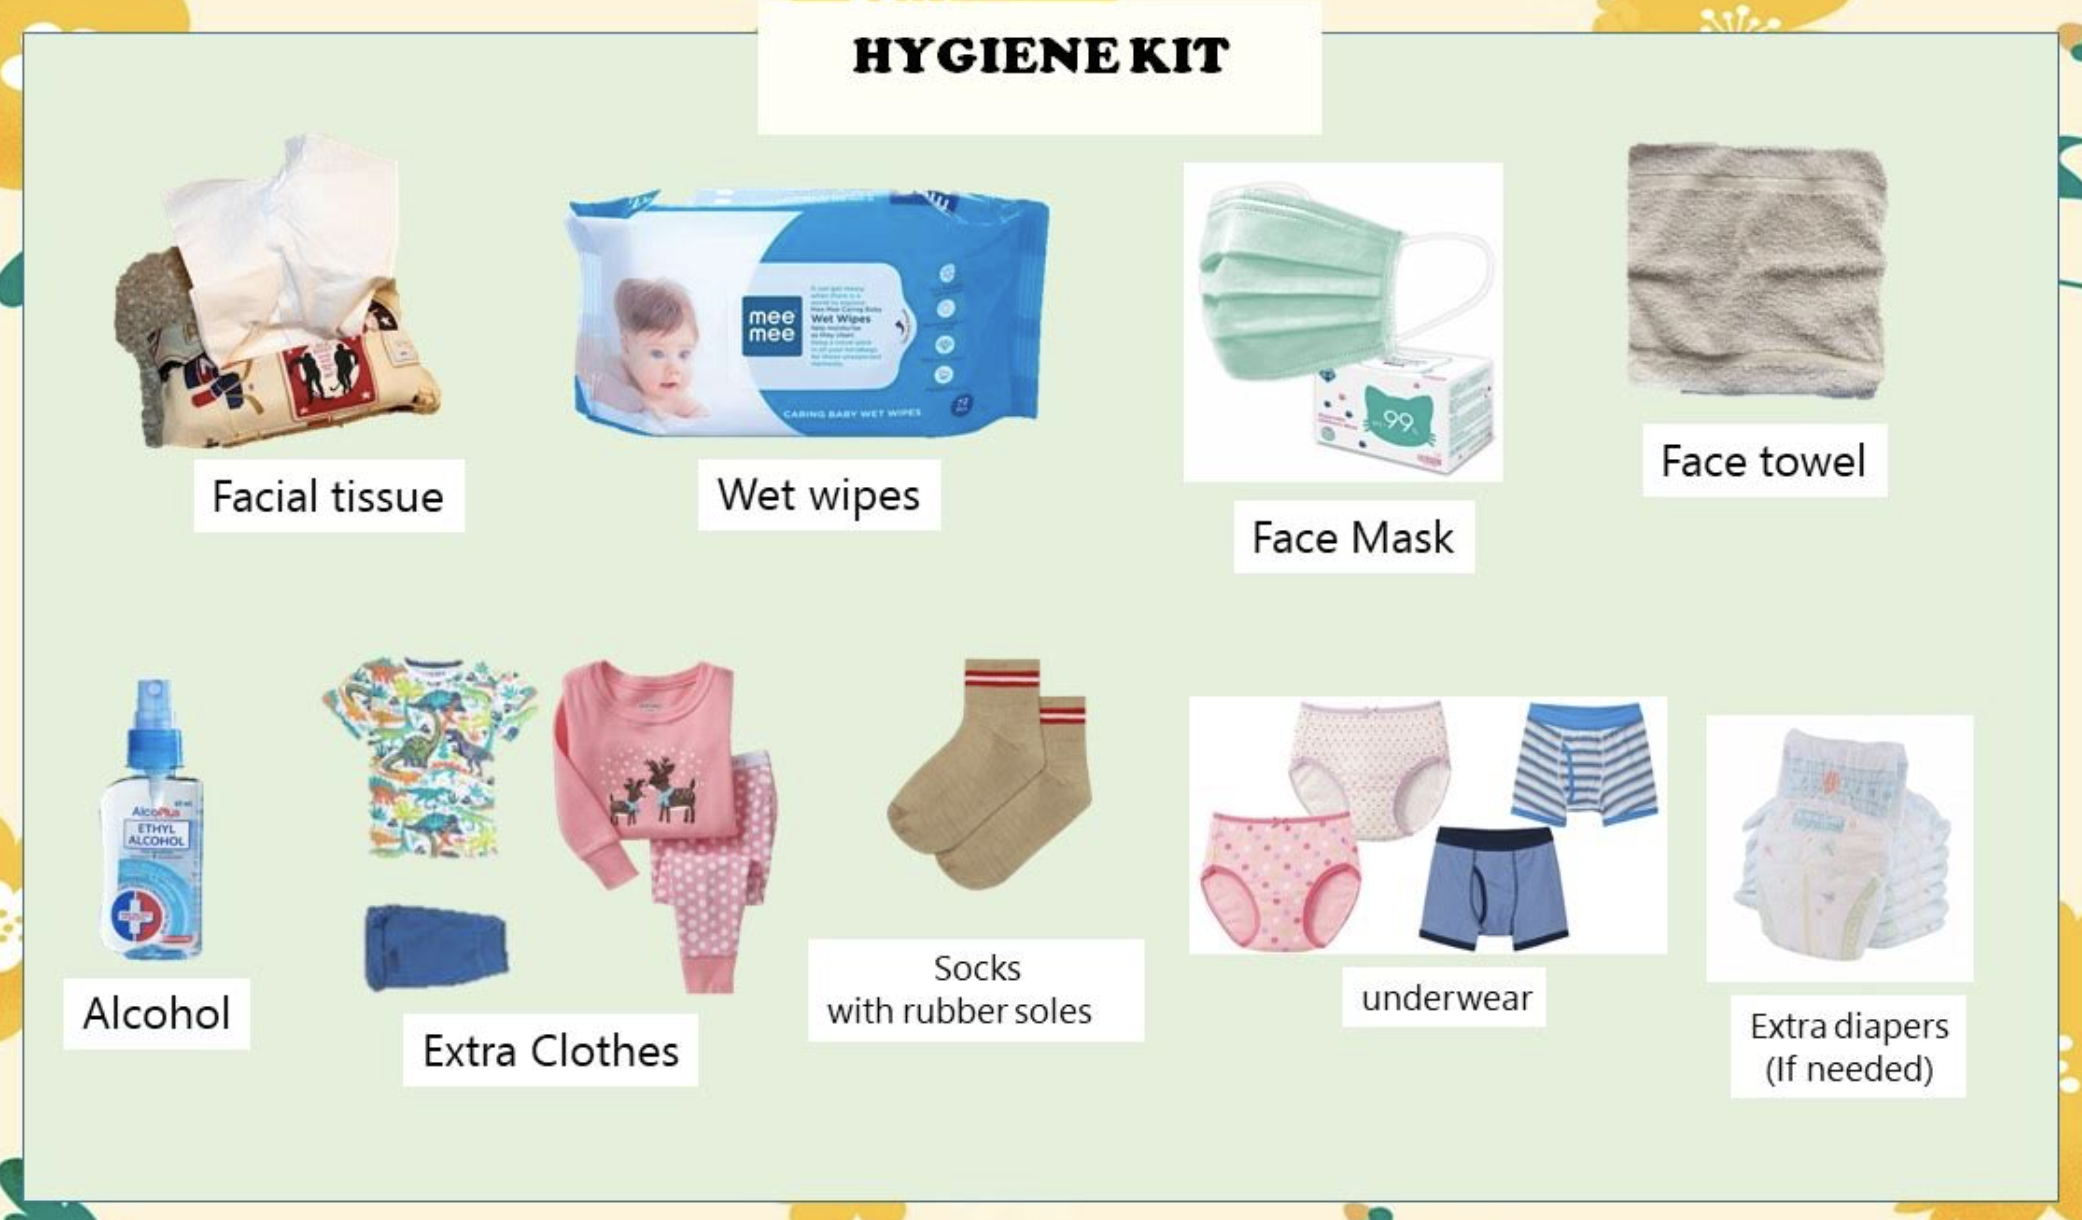 HYGIENE KIT
mee
mee
Wet Wipes
CARING BABY WET WIPES
99
Facial tissue
Wet wipes
Face Mask
Face towel
AlcoPlus
ETHYL
ALCOHOL
Alcohol
Extra Clothes
Socks
with rubber soles
underwear
Extra diapers
(If needed)